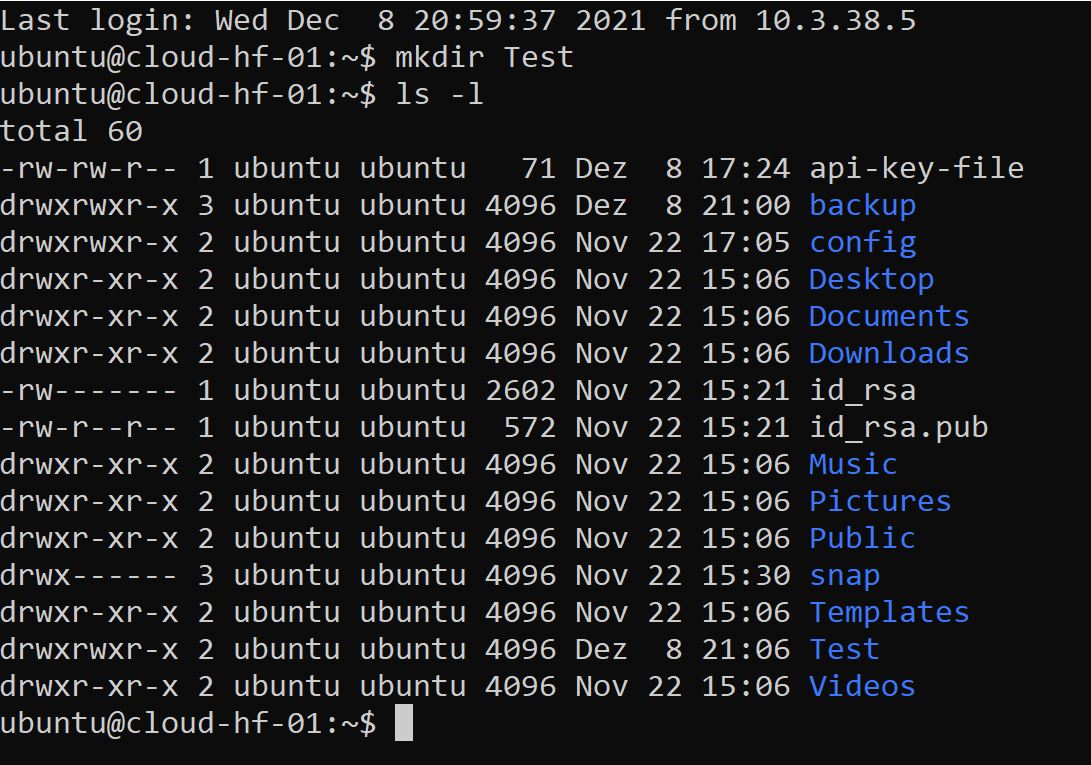 Last login: Wed Dec  8 20:59:37 2021 from 10.3.38.5
ubuntu@cloud-hf-01:~$ mkdir Test
ubuntu@cloud-hf-01:~$ ls -l
total 60
-rw-rw-r-- 1 ubuntu ubuntu   71 Dez  8 17:24 api-key-file
drwxrwxr-x 3 ubuntu ubuntu 4096 Dez  8 21:00 backup
drwxrwxr-x 2 ubuntu ubuntu 4096 Nov 22 17:05 config
drwxr-xr-x 2 ubuntu ubuntu 4096 Nov 22 15:06 Desktop
drwxr-xr-x 2 ubuntu ubuntu 4096 Nov 22 15:06 Documents
drwxr-xr-x 2 ubuntu ubuntu 4096 Nov 22 15:06 Downloads
-rw------- 1 ubuntu ubuntu 2602 Nov 22 15:21 id_rsa
-rw-r--r-- 1 ubuntu ubuntu  572 Nov 22 15:21 id_rsa.pub
drwxr-xr-x 2 ubuntu ubuntu 4096 Nov 22 15:06 Music
drwxr-xr-x 2 ubuntu ubuntu 4096 Nov 22 15:06 Pictures
drwxr-xr-x 2 ubuntu ubuntu 4096 Nov 22 15:06 Public
drwx------ 3 ubuntu ubuntu 4096 Nov 22 15:30 snap
drwxr-xr-x 2 ubuntu ubuntu 4096 Nov 22 15:06 Templates
drwxrwxr-x 2 ubuntu ubuntu 4096 Dez  8 21:06 Test
drwxr-xr-x 2 ubuntu ubuntu 4096 Nov 22 15:06 Videos
ubuntu@cloud-hf-01:~$